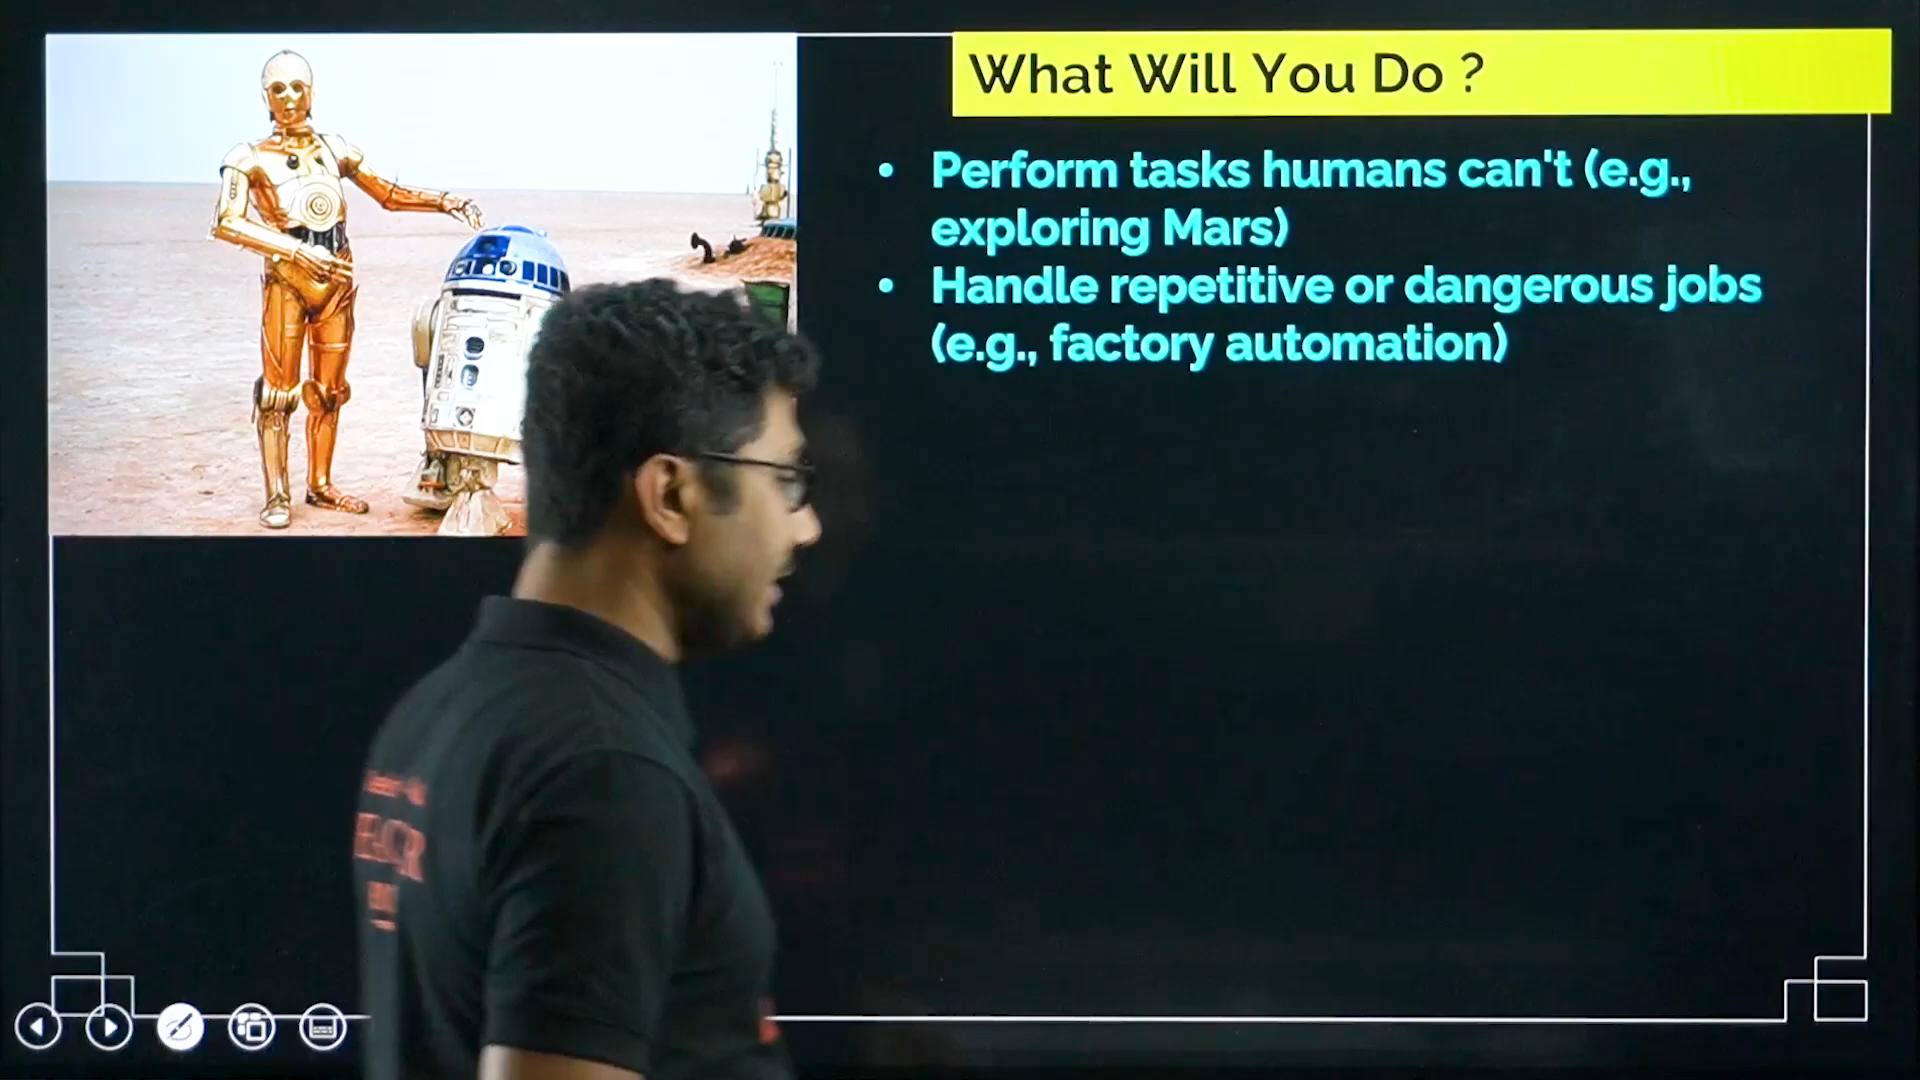 What Will You Do ?
• Perform tasks humans can't (e.g.,
exploring Mars)
• Handle repetitive or dangerous jobs
(e.g., factory automation)